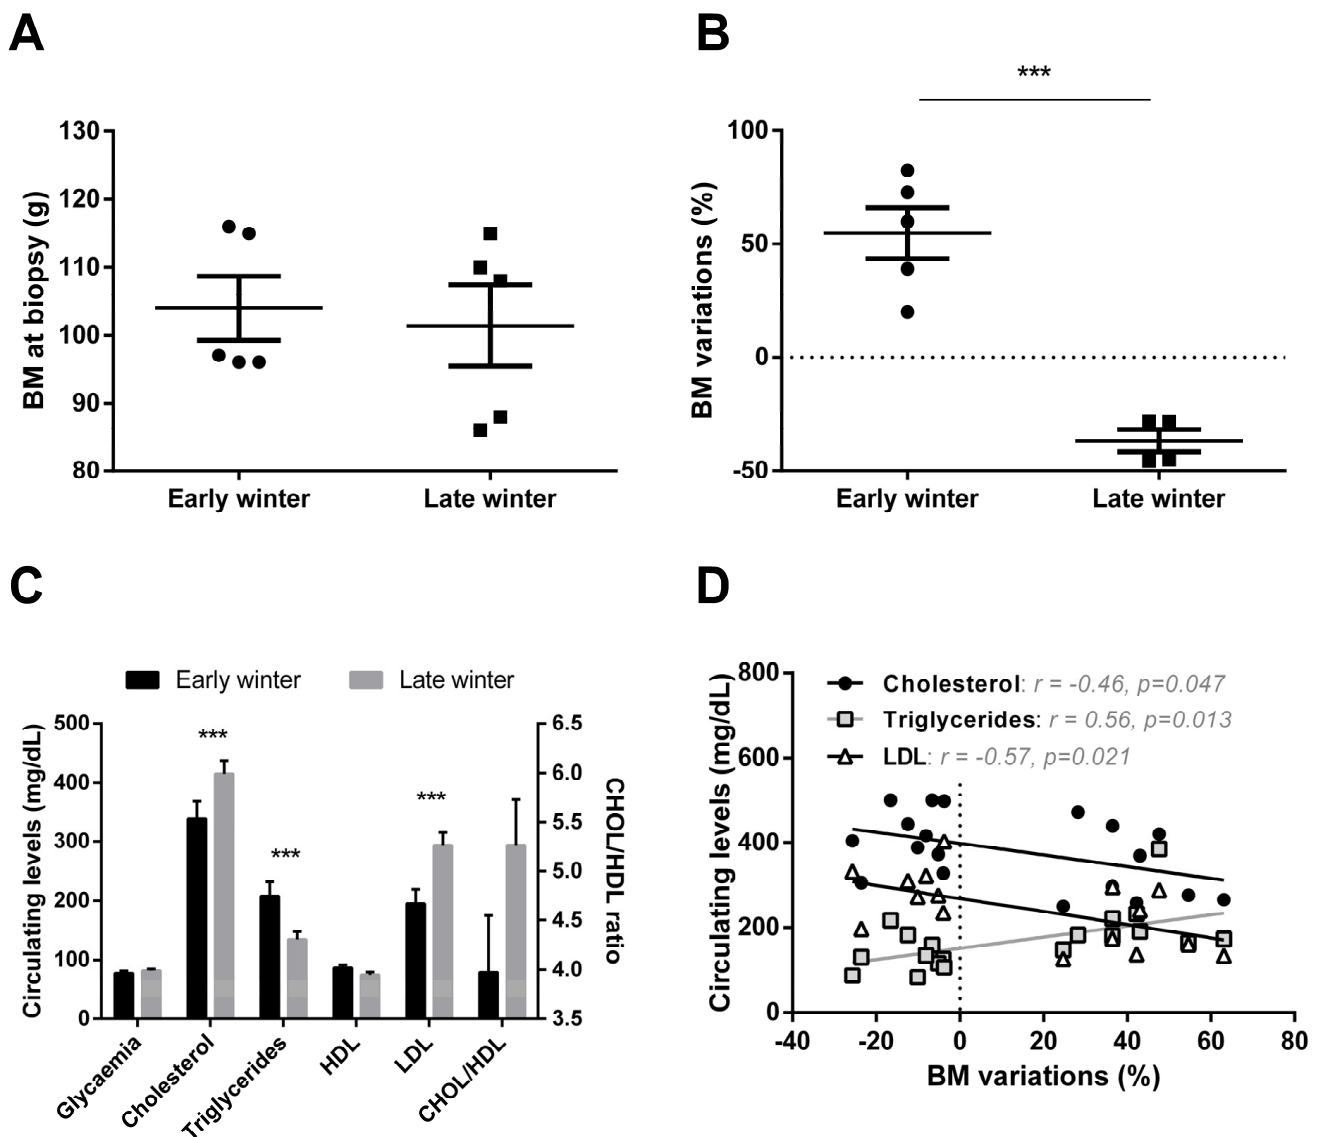 A
BM at biopsy (g)
130
120
110
100
90
80
Early winter
Late winter
B
***
BM variations (%)
100
50
0
-50
Early winter
Late winter
C
Early winter
Late winter
Circulating levels (mg/dL)
500
400
300
200
100
0
***
***
***
6.5
6.0
5.5
5.0
4.5
4.0
3.5
CHOL/HDL ratio
Glycaemia
Cholesterol
Triglycerides
HDL
LDL
CHOL/HDL
D
Circulating levels (mg/dL)
800
600
400
200
0
Cholesterol: r = -0.46, p=0.047
Triglycerides: r = 0.56, p=0.013
LDL: r = -0.57, p=0.021
-40
-20
0
20
40
60
80
BM variations (%)